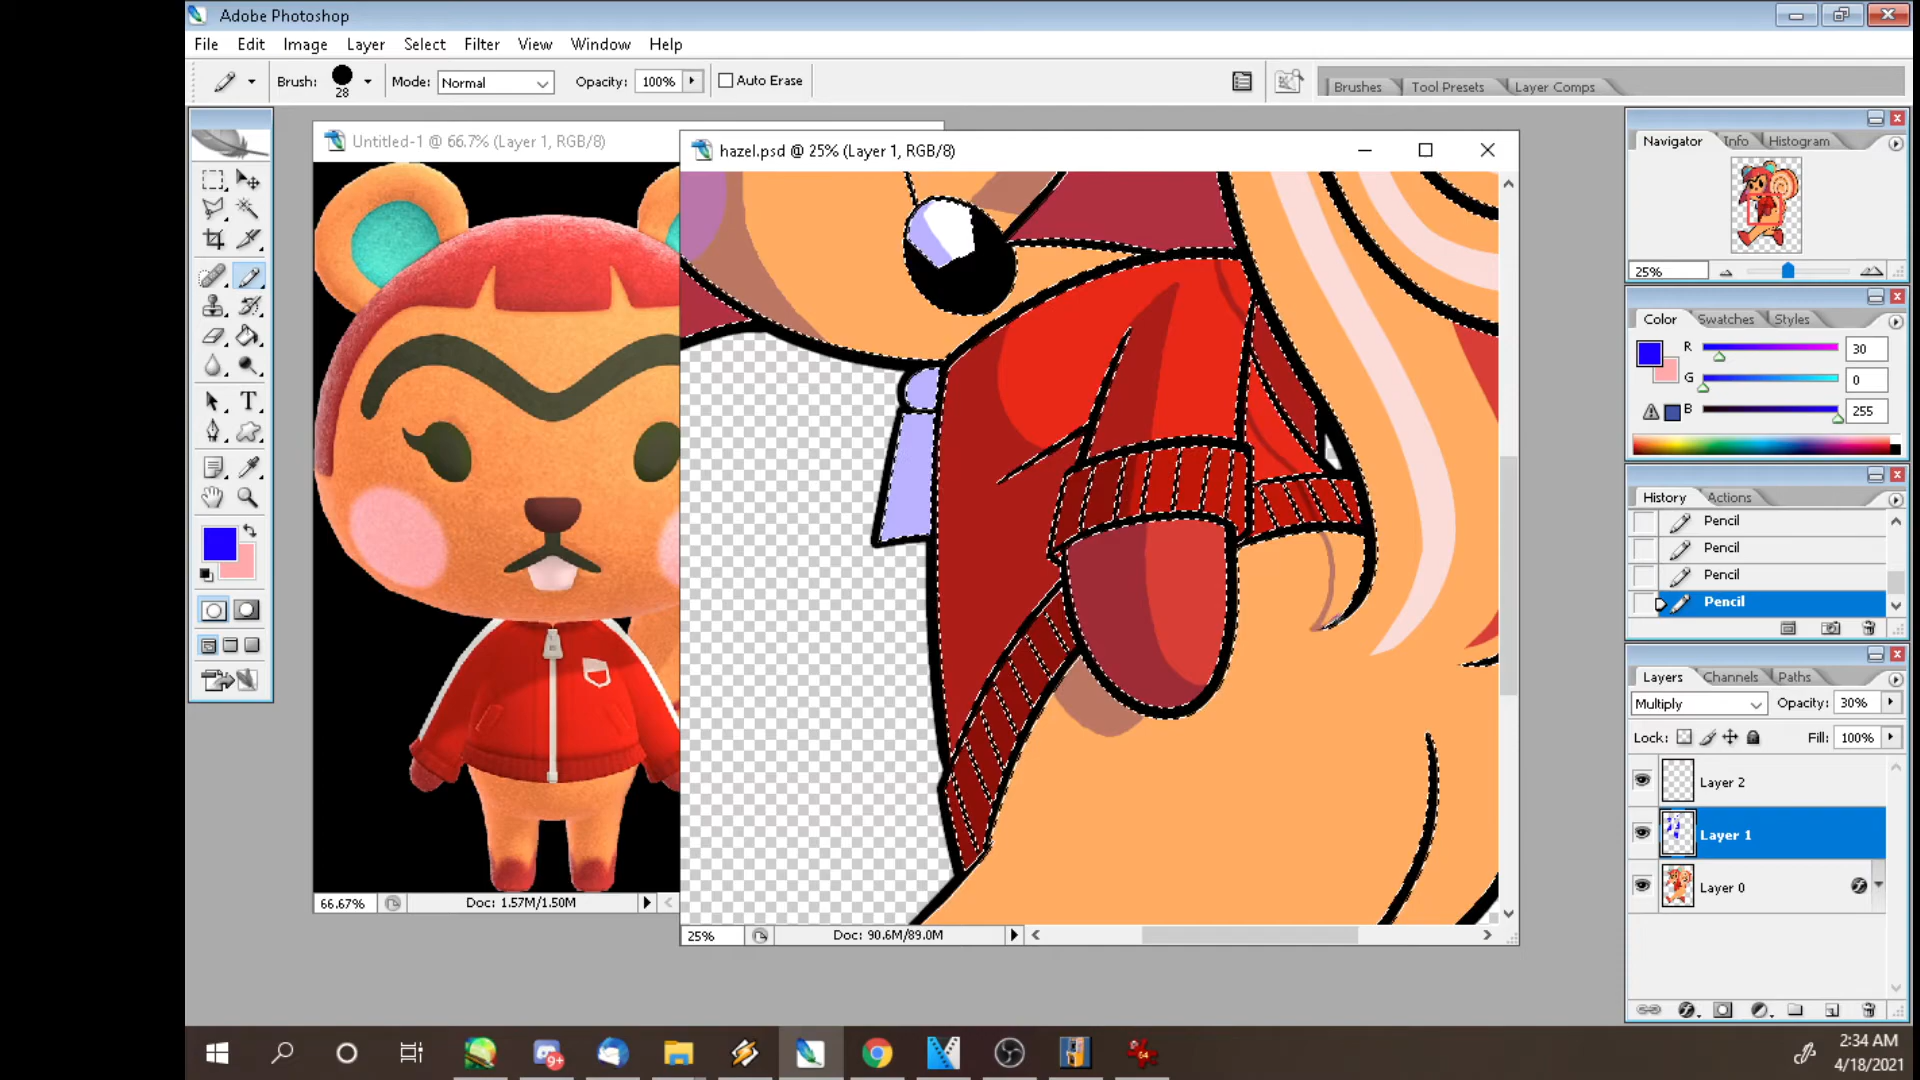 Adobe Photoshop
File Edit Image Layer Select Filter View Window Help
Brush: 28 Mode: Normal Opacity: 100% Auto Erase
Brushes Tool Presets Layer Comps
Untitled-1 @ 66.7% (Layer 1, RGB/8)
hazel.psd @ 25% (Layer 1, RGB/8)
Navigator Info Histogram
25%
Color Swatches Styles
R 30
G 0
B 255
History Actions
Pencil
Pencil
Pencil
Pencil
Layers Channels Paths
Multiply Opacity: 30%
Lock: Fill: 100%
Layer 2
Layer 1
Layer 0
66.67% Doc: 1.57M/1.50M
25% Doc: 90.6M/89.0M
9+
64
2:34 AM
4/18/2021